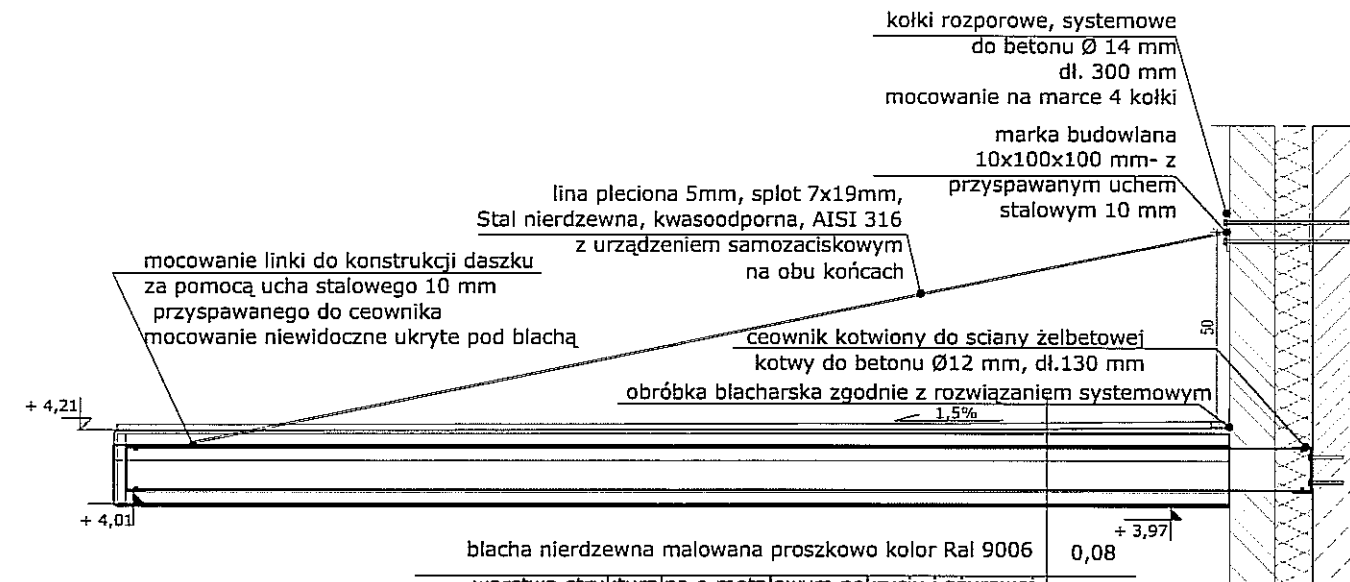 kołki rozporowe, systemowe
do betonu Ø 14 mm
dł. 300 mm
mocowanie na marce 4 kołki
marka budowlana
10x100x100 mm- z
przyspawanym uchem
stalowym 10 mm
lina pleciona 5mm, splot 7x19mm,
Stal nierdzewna, kwasoodporna, AISI 316
z urządzeniem samozaciskowym
na obu końcach
mocowanie linki do konstrukcji daszku
za pomocą ucha stalowego 10 mm
przyspawanego do ceownika
mocowanie niewidoczne ukryte pod blachą
50
ceownik kotwiony do sciany żelbetowej
kotwy do betonu Ø12 mm, dł.130 mm
obróbka blacharska zgodnie z rozwiązaniem systemowym
+ 4,21
1,5%
+ 4,01
+ 3,97
blacha nierdzewna malowana proszkowo kolor Ral 9006
0,08
warstwa strukturalna o metalowym